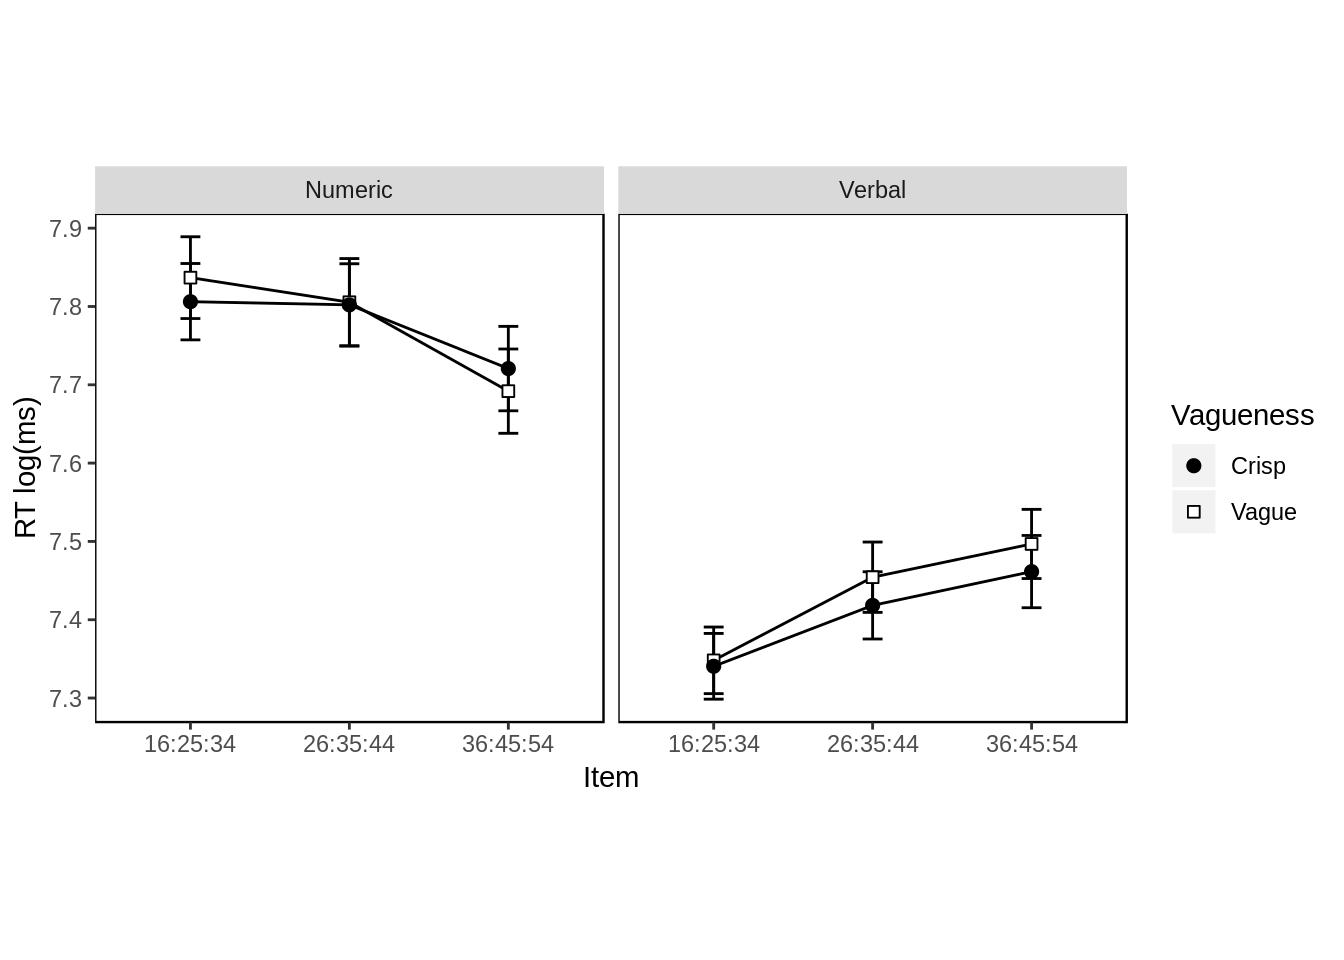 Numeric
Verbal
7.9
7.8
7.7
7.6
7.5
7.4
7.3
RT log(ms)
16:25:34 26:35:44 36:45:54 16:25:34 26:35:44 36:45:54
Item
Vagueness
Crisp
Vague